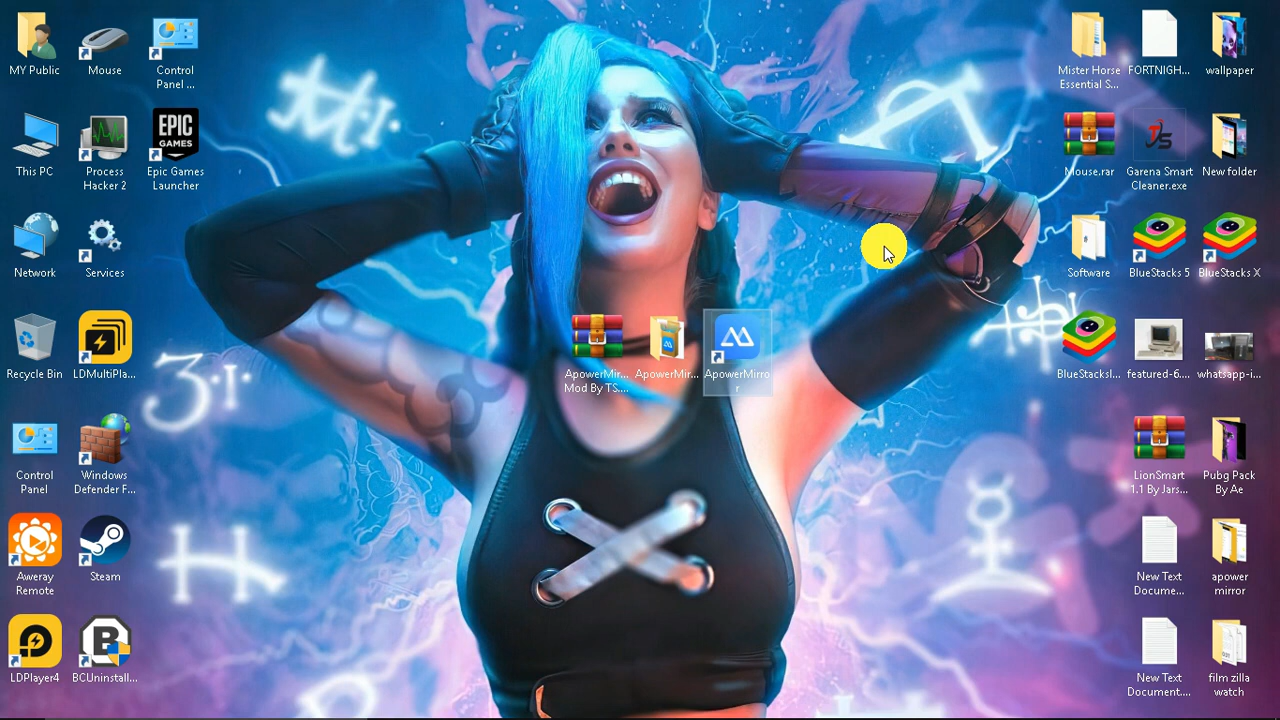 MY Public
Mouse
Control
Panel ...
This PC
Process
Hacker 2
EPIC
GAMES
Epic Games
Launcher
Network
Services
Recycle Bin
LDMultiPla...
Control
Panel
Windows
Defender F...
Aweray
Remote
Steam
LDPlayer4
B
BCUninstall...
ApowerMir...
Mod By TS....
ApowerMir...
ApowerMirro
r
Mister Horse
Essential S...
FORTNIGH...
wallpaper
Mouse.rar
Garena Smart
Cleaner.exe
New folder
Software
BlueStacks 5
BlueStacks X
BlueStacksI...
featured-6....
whatsapp-i...
LionSmart
1.1 By Jars...
Pubg Pack
By Ae
New Text
Docume...
apower
mirror
New Text
Document....
film zilla
watch